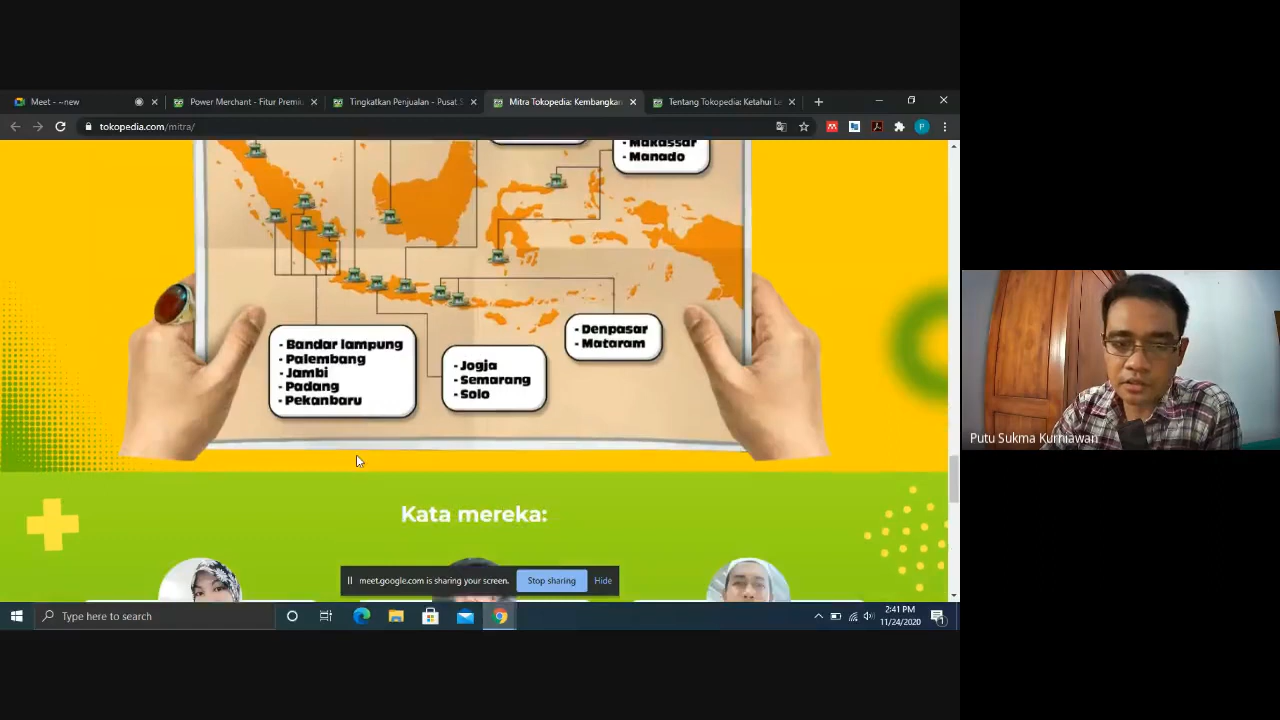 Meet - ~new
Power Merchant - Fitur Premi
Tingkatkan Penjualan - Pusat S
Mitra Tokopedia: Kembangkan
Tentang Tokopedia: Ketahui Le
tokopedia.com/mitra/
- Makassar
- Manado
- Denpasar
- Mataram
- Bandar lampung
- Palembang
- Jambi
- Padang
- Pekanbaru
- Jogja
- Semarang
- Solo
Putu Sukma Kurniawan
Kata mereka:
meet.google.com is sharing your screen.
Stop sharing
Hide
Type here to search
2:41 PM
11/24/2020